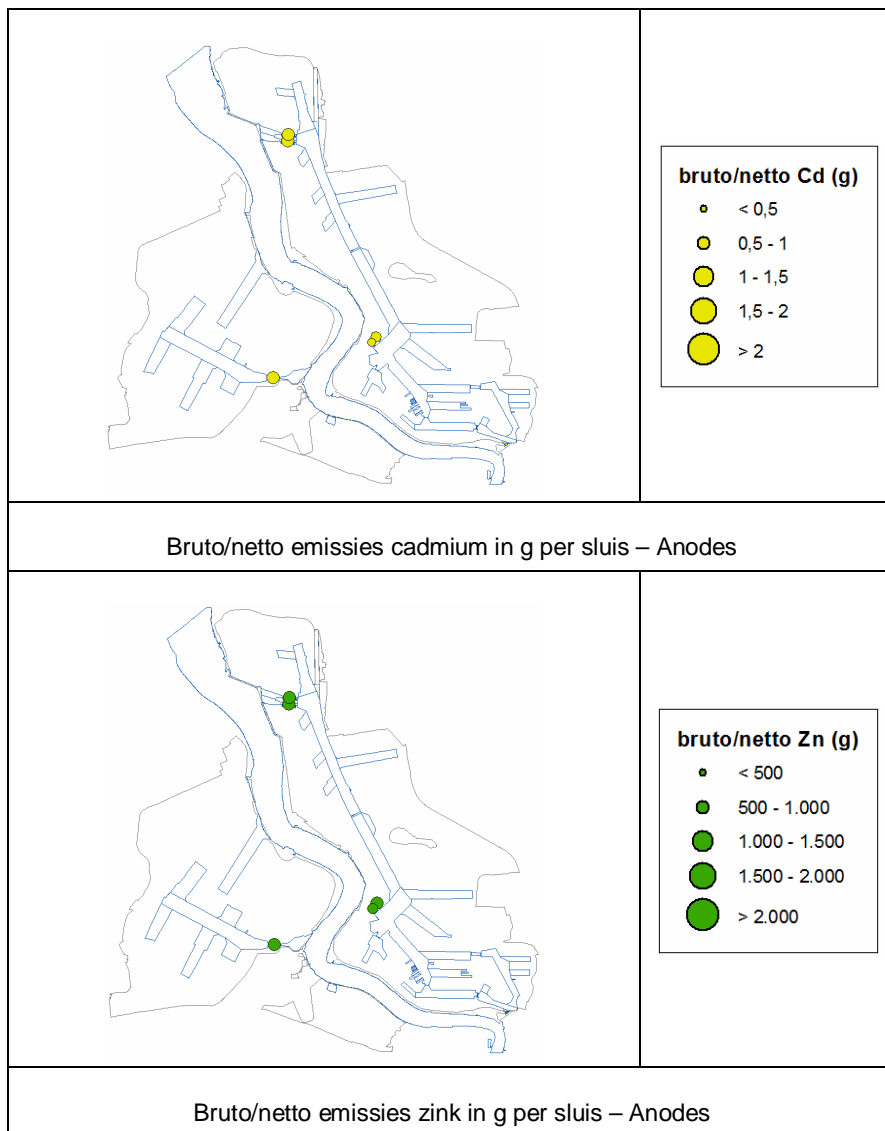 bruto/netto Cd (g)
< 0,5
0,5 - 1
1 - 1,5
1,5 - 2
> 2
Bruto/netto emissies cadmium in g per sluis – Anodes
bruto/netto Zn (g)
< 500
500 - 1.000
1.000 - 1.500
1.500 - 2.000
> 2.000
Bruto/netto emissies zink in g per sluis – Anodes